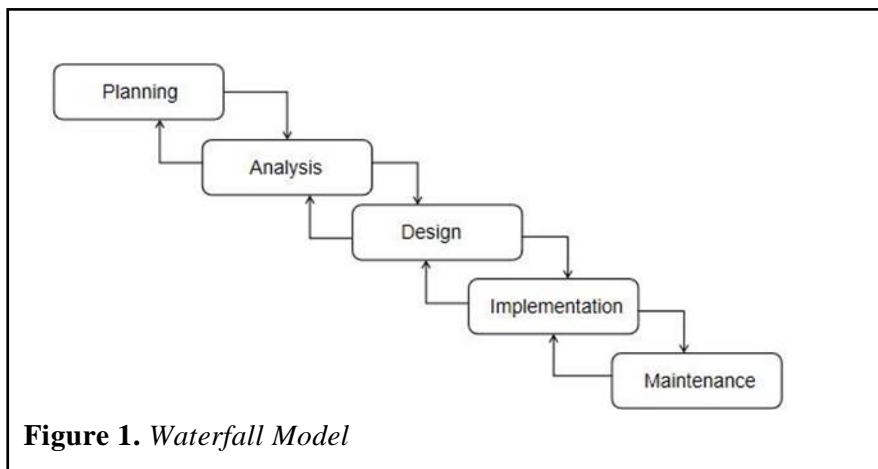 Planning
Analysis
Design
Implementation
Maintenance
Figure 1. Waterfall Model